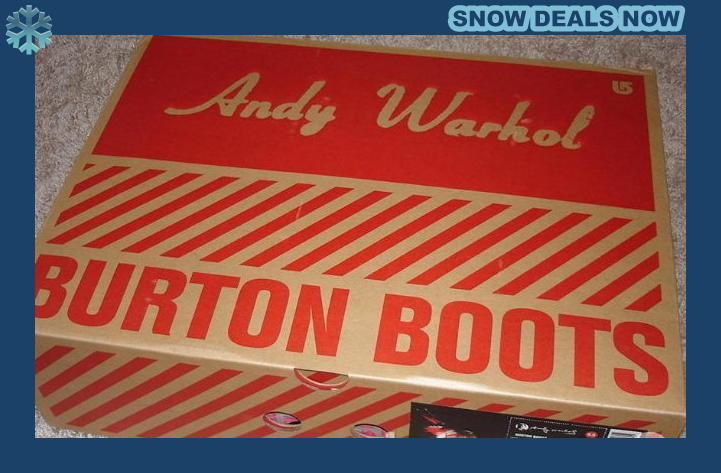 SNOW DEALS NOW
Andy Warhol
BURTON BOOTS